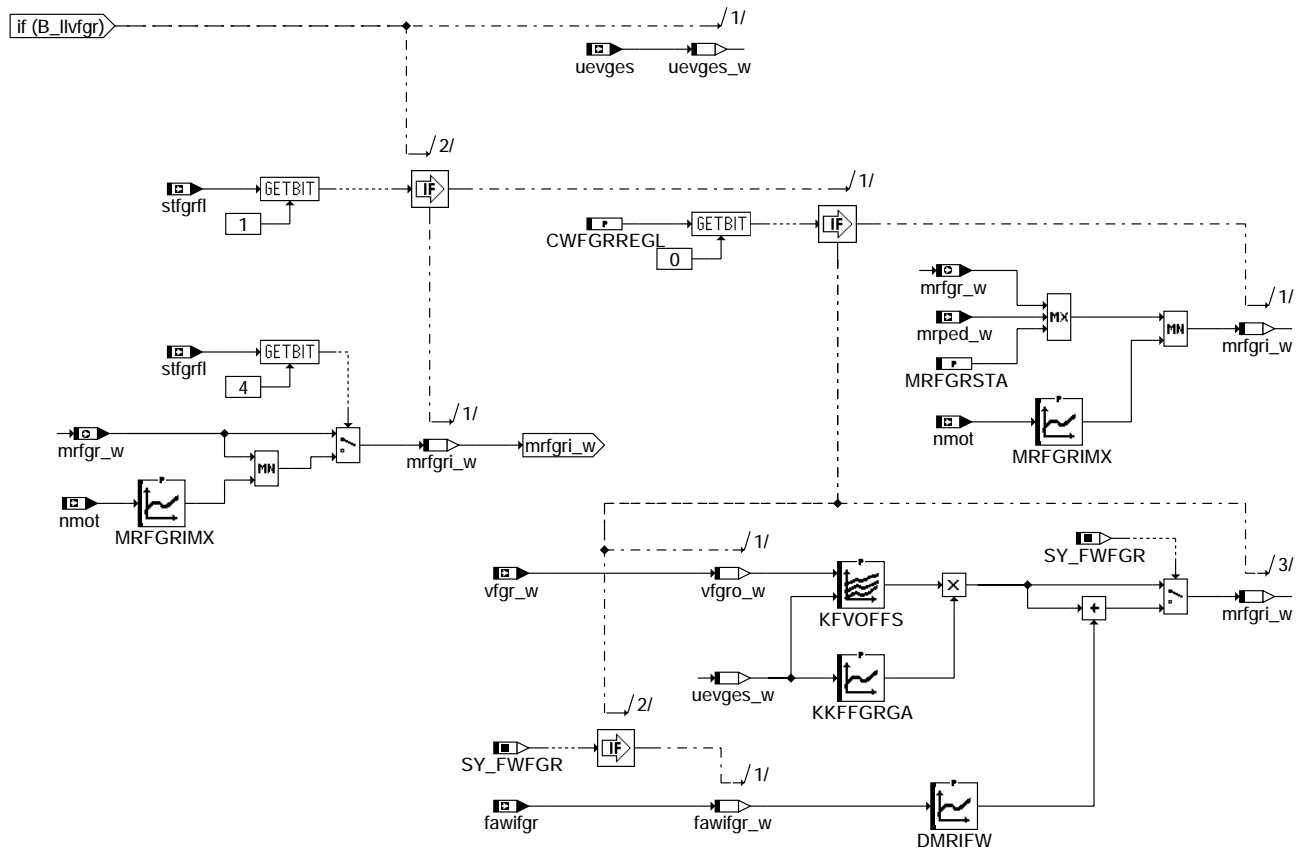 if (B_llvfgr)
/1/
uevges
uevges_w
/2/
stfgrfl
GETBIT
IF
1
/1/
CWFGRREGL
P
GETBIT
IF
0
mrfgr_w
/1/
MX
mrped_w
MN
mrfgri_w
P
MRFGRSTA
stfgrfl
GETBIT
4
P
nmot
MRFGRIMX
/1/
mrfgr_w
mrfgri_w
mrfgri_w
MN
P
nmot
MRFGRIMX
SY_FWFGR
/1/
/3/
vfgr_w
vfgro_w
P
KFVOFFS
×
mrfgri_w
+
uevges_w
P
KKFFGRGA
/2/
SY_FWFGR
IF
/1/
fawifgr
fawifgr_w
P
DMRIFW